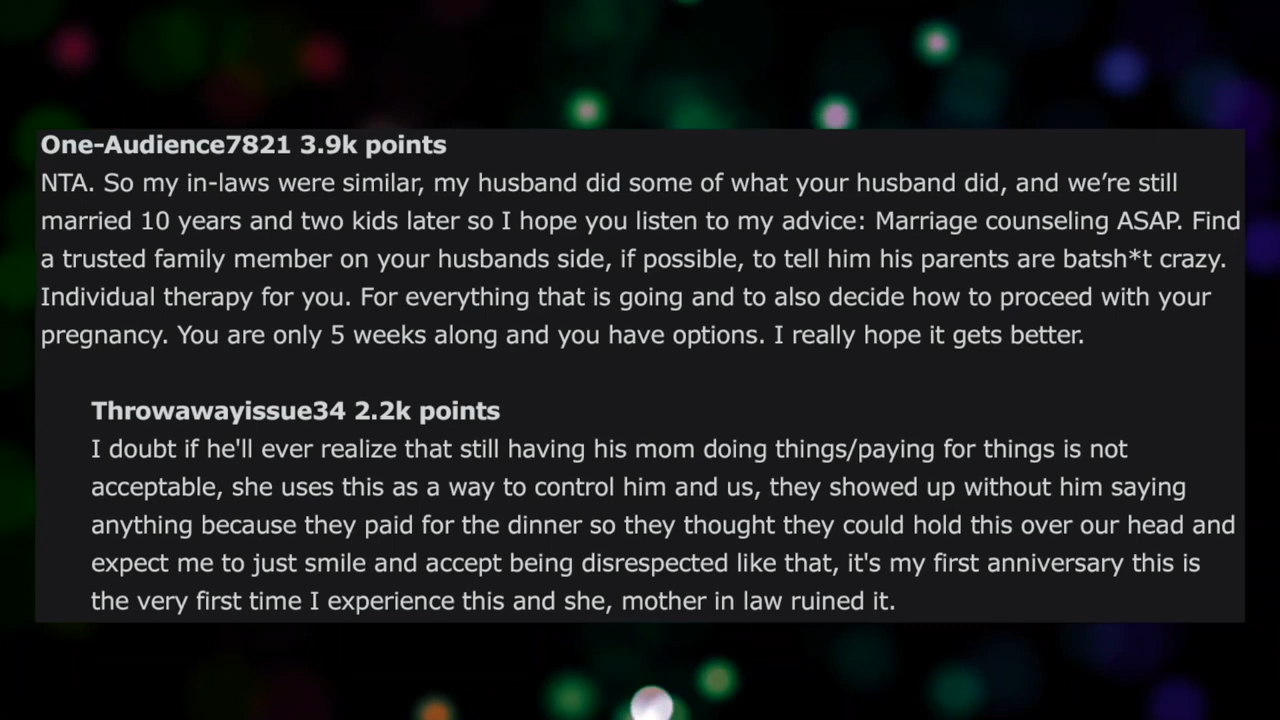 One-Audience7821 3.9k points
NTA. So my in-laws were similar, my husband did some of what your husband did, and we’re still
married 10 years and two kids later so I hope you listen to my advice: Marriage counseling ASAP. Find
a trusted family member on your husbands side, if possible, to tell him his parents are batsh*t crazy.
Individual therapy for you. For everything that is going and to also decide how to proceed with your
pregnancy. You are only 5 weeks along and you have options. I really hope it gets better.
Throwawayissue34 2.2k points
I doubt if he'll ever realize that still having his mom doing things/paying for things is not
acceptable, she uses this as a way to control him and us, they showed up without him saying
anything because they paid for the dinner so they thought they could hold this over our head and
expect me to just smile and accept being disrespected like that, it's my first anniversary this is
the very first time I experience this and she, mother in law ruined it.